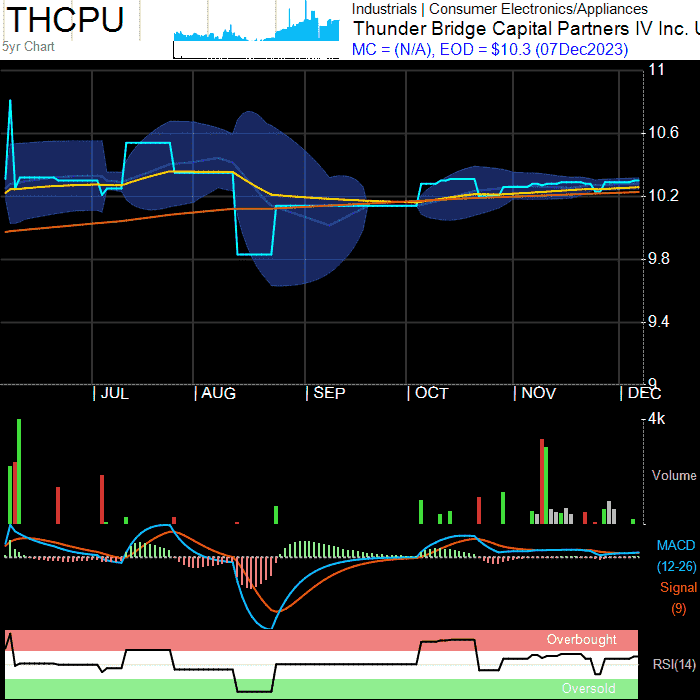 THCPU
5yr Chart
Industrials | Consumer Electronics/Appliances
Thunder Bridge Capital Partners IV Inc. U
MC = (N/A), EOD = $10.3 (07Dec2023)
11
10.6
10.2
9.8
9.4
9
JUL AUG SEP OCT NOV DEC
4k
Volume
MACD
(12-26)
Signal
(9)
Overbought
RSI(14)
Oversold